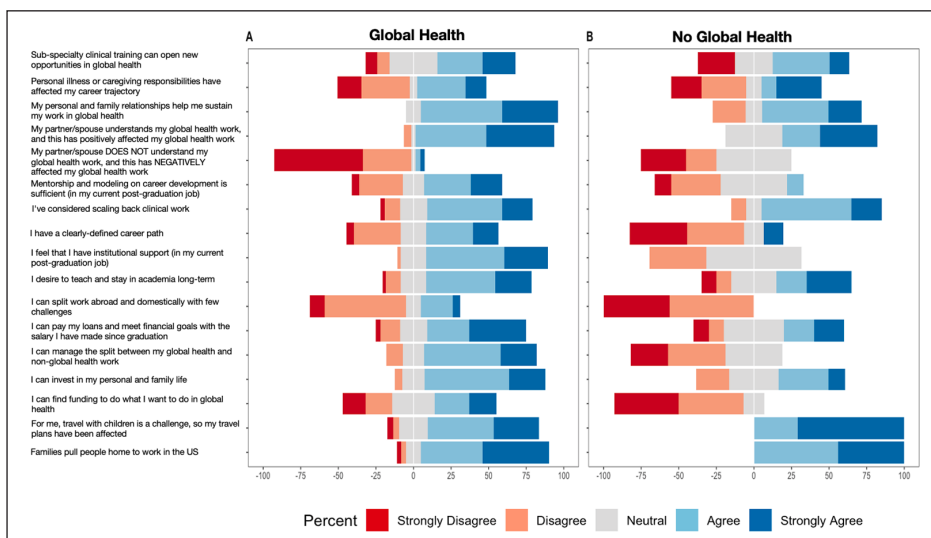 A Global Health
B No Global Health
Sub-specialty clinical training can open new
opportunities in global health
Personal illness or caregiving responsibilities have
affected my career trajectory
My personal and family relationships help me sustain
my work in global health
My partner/spouse understands my global health work,
and this has positively affected my global health work
My partner/spouse DOES NOT understand my
global health work, and this has NEGATIVELY
affected my global health work
Mentorship and modeling on career development is
sufficient (in my current post-graduation job)
I've considered scaling back clinical work
I have a clearly-defined career path
I feel that I have institutional support (in my current
post-graduation job)
I desire to teach and stay in academia long-term
I can split work abroad and domestically with few
challenges
I can pay my loans and meet financial goals with the
salary I have made since graduation
I can manage the split between my global health and
non-global health work
I can invest in my personal and family life
I can find funding to do what I want to do in global
health
For me, travel with children is a challenge, so my travel
plans have been affected
Families pull people home to work in the US
-100 -75 -50 -25 0 25 50 75 100
-100 -75 -50 -25 0 25 50 75 100
Percent Strongly Disagree Disagree Neutral Agree Strongly Agree